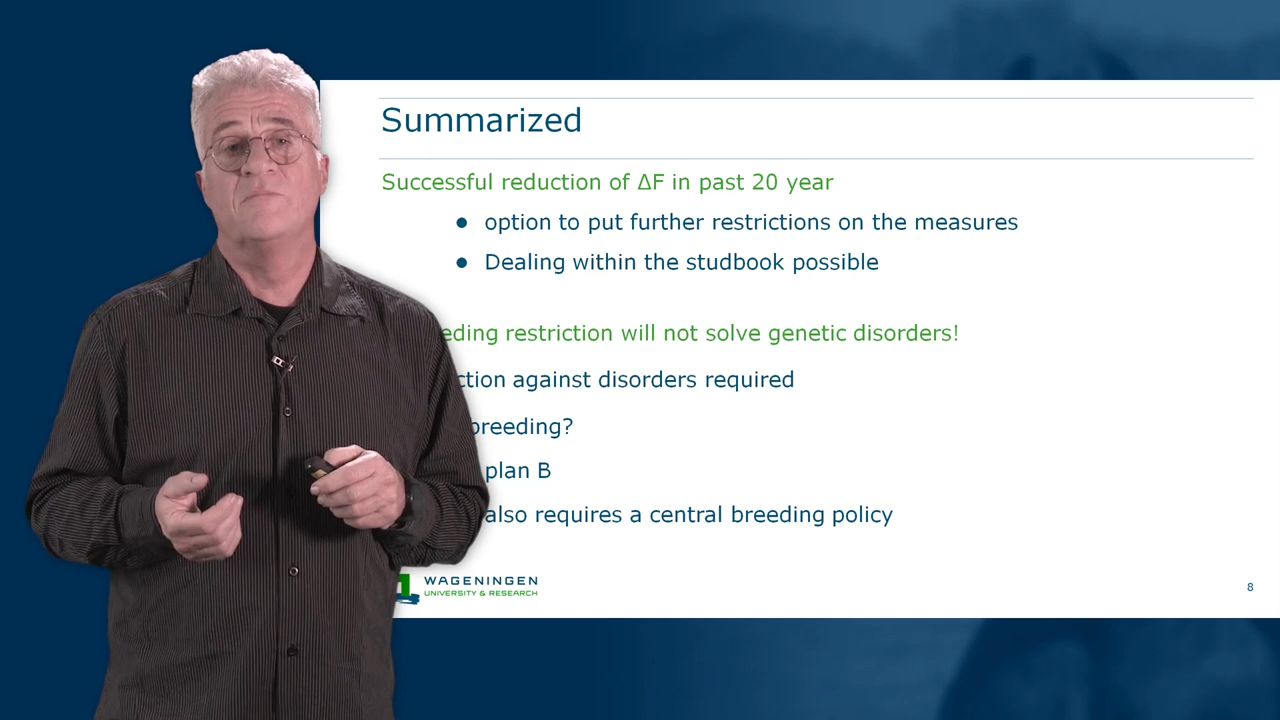 Summarized
Successful reduction of ΔF in past 20 year
● option to put further restrictions on the measures
● Dealing within the studbook possible
eding restriction will not solve genetic disorders!
ction against disorders required
breeding?
plan B
also requires a central breeding policy
WAGENINGEN
UNIVERSITY & RESEARCH
8